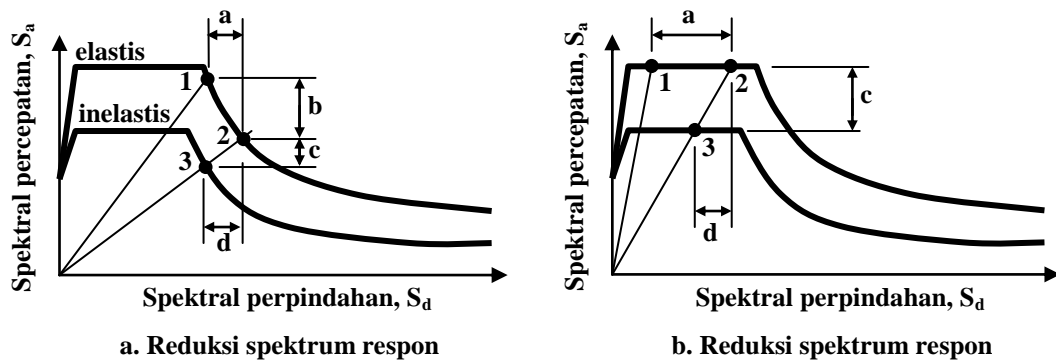 Spektral percepatan, Sa
elastis
inelastis
a
1
b
2
c
3
d
Spektral perpindahan, Sd
a. Reduksi spektrum respon
Spektral percepatan, Sa
a
1
2
c
3
d
Spektral perpindahan, Sd
b. Reduksi spektrum respon